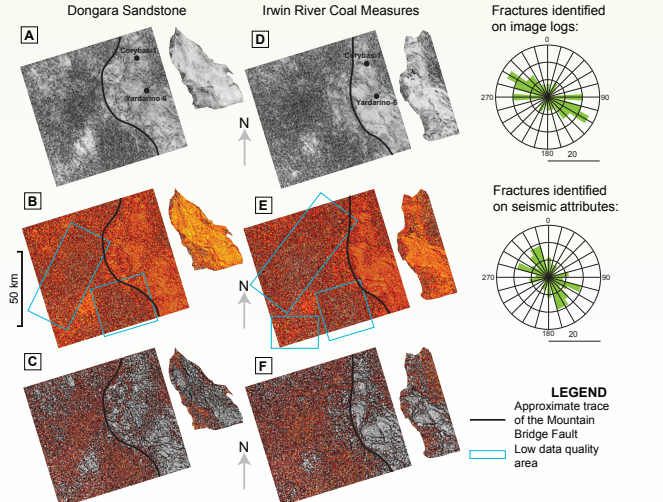 Dongara Sandstone
Irwin River Coal Measures
Fractures identified
on image logs:
A
Corybas-1
Yardarino-6
N
D
Corybas-1
Yardarino-6
0
270
90
180
20
B
50 km
N
E
Fractures identified
on seismic attributes:
0
270
90
180
20
C
N
F
LEGEND
Approximate trace
of the Mountain
Bridge Fault
Low data quality
area